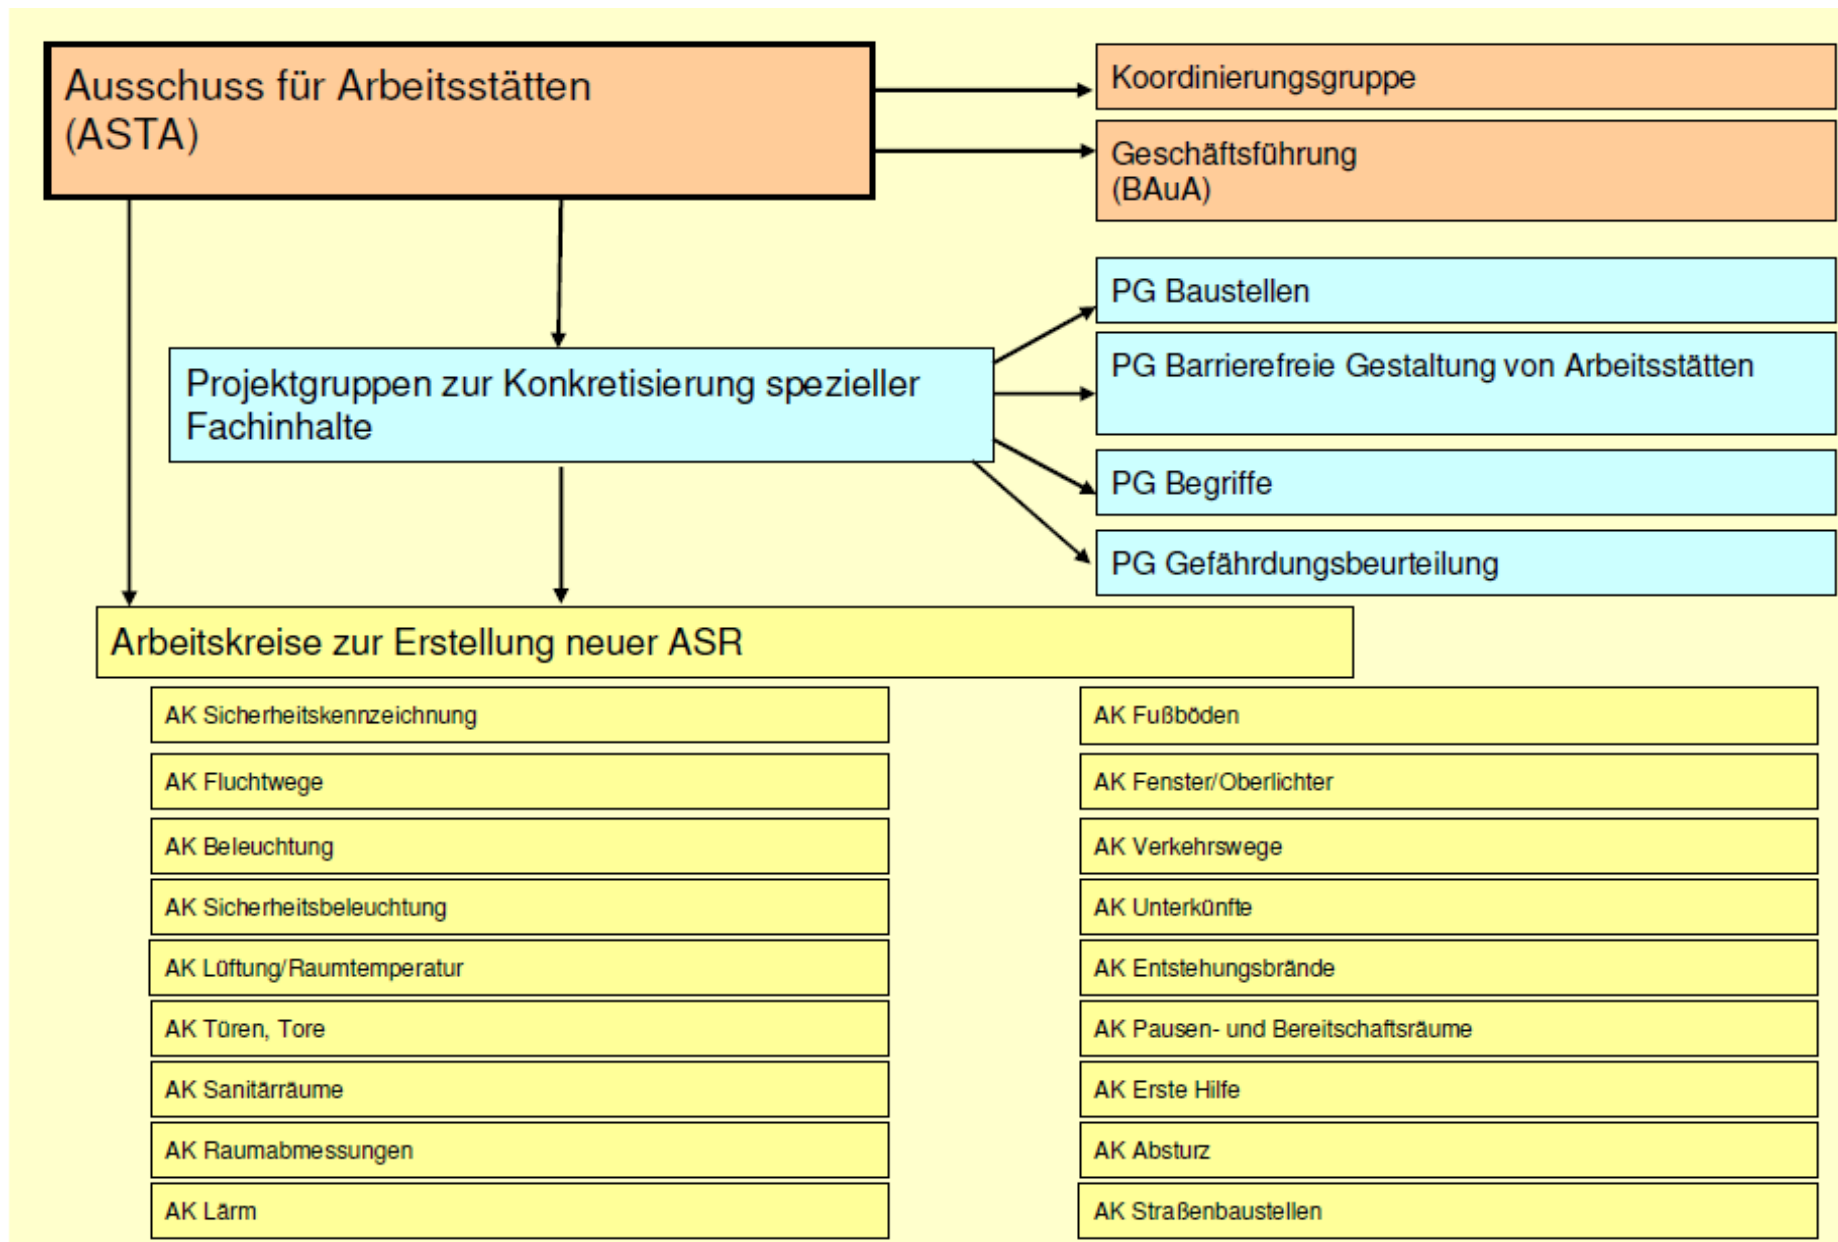 Ausschuss für Arbeitsstätten
(ASTA)
Koordinierungsgruppe
Geschäftsführung
(BAuA)
PG Baustellen
PG Barrierefreie Gestaltung von Arbeitsstätten
Projektgruppen zur Konkretisierung spezieller
Fachinhalte
PG Begriffe
PG Gefährdungsbeurteilung
Arbeitskreise zur Erstellung neuer ASR
AK Sicherheitskennzeichnung
AK Fluchtwege
AK Beleuchtung
AK Sicherheitsbeleuchtung
AK Lüftung/Raumtemperatur
AK Türen, Tore
AK Sanitärräume
AK Raumabmessungen
AK Lärm
AK Fußböden
AK Fenster/Oberlichter
AK Verkehrswege
AK Unterkünfte
AK Entstehungsbrände
AK Pausen- und Bereitschaftsräume
AK Erste Hilfe
AK Absturz
AK Straßenbaustellen